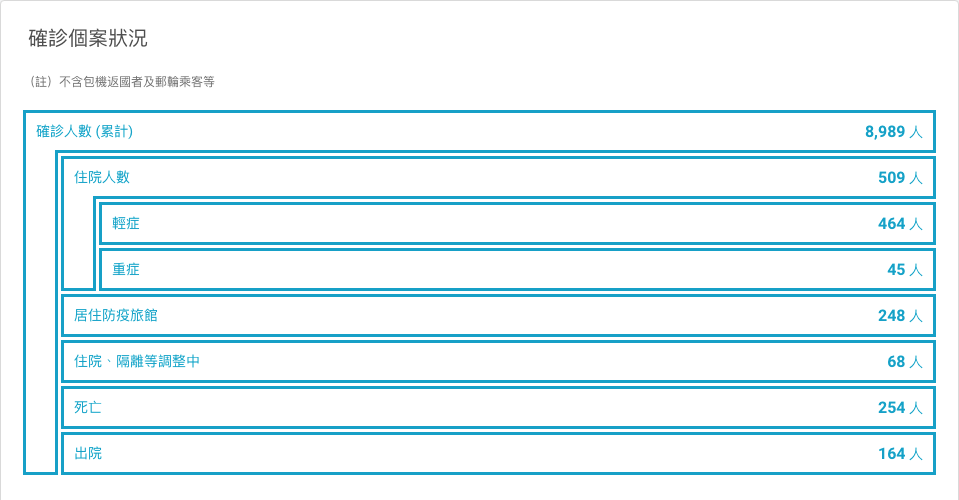 確診個案狀況
（註）不含包機返國者及郵輪乘客等
確診人數 (累計) 8,989 人
住院人數 509 人
輕症 464 人
重症 45 人
居住防疫旅館 248 人
住院、隔離等調整中 68 人
死亡 254 人
出院 164 人